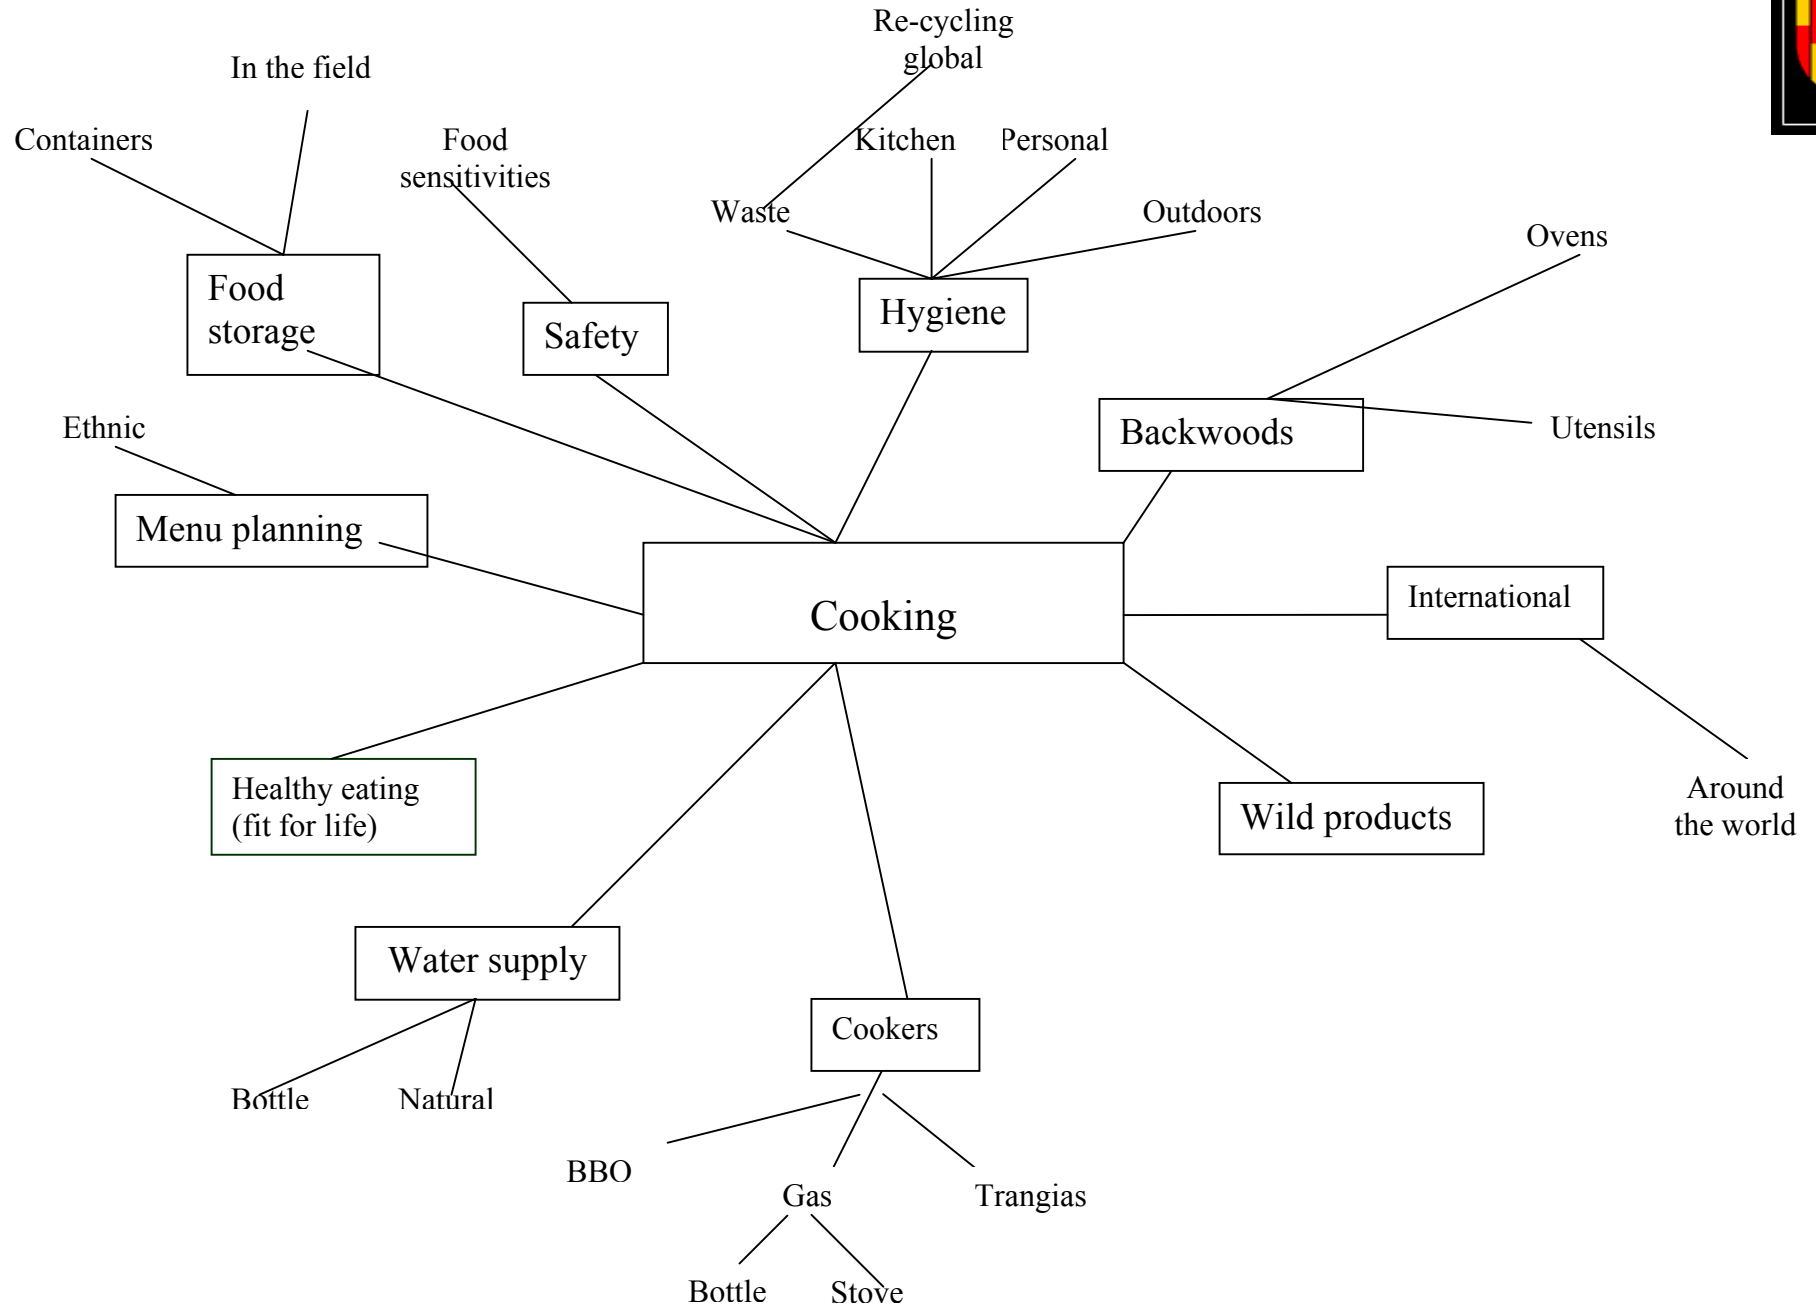 Re-cycling
global
In the field
Containers
Food
sensitivities
Kitchen
Personal
Waste
Outdoors
Ovens
Food
storage
Safety
Hygiene
Backwoods
Utensils
Ethnic
Menu planning
Cooking
International
Healthy eating
(fit for life)
Wild products
Around
the world
Water supply
Cookers
Bottle
Natural
BBO
Gas
Trangias
Bottle
Stove